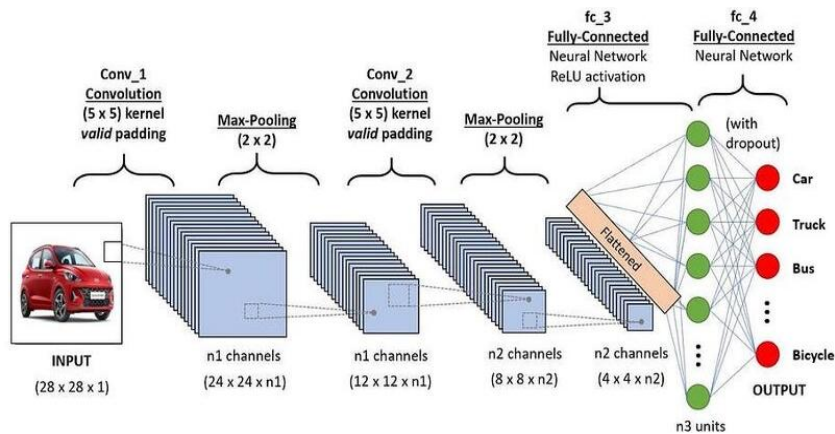 fc_3
Fully-Connected
Neural Network
ReLU activation
fc_4
Fully-Connected
Neural Network
Conv_1
Convolution
(5 x 5) kernel
valid padding
Max-Pooling
(2 x 2)
Conv_2
Convolution
(5 x 5) kernel
valid padding
Max-Pooling
(2 x 2)
(with
dropout)
Flattened
Car
Truck
Bus
Bicycle
OUTPUT
INPUT
(28 x 28 x 1)
n1 channels
(24 x 24 x n1)
n1 channels
(12 x 12 x n1)
n2 channels
(8 x 8 x n2)
n2 channels
(4 x 4 x n2)
n3 units